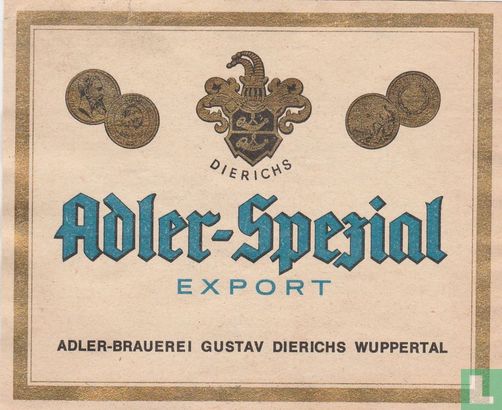 DIERICHS
Adler-Spezial
EXPORT
ADLER-BRAUEREI GUSTAV DIERICHS WUPPERTAL
L